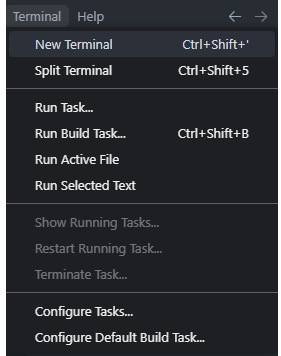 Terminal Help
New Terminal Ctrl+Shift+'
Split Terminal Ctrl+Shift+5
Run Task...
Run Build Task... Ctrl+Shift+B
Run Active File
Run Selected Text
Show Running Tasks...
Restart Running Task...
Terminate Task...
Configure Tasks...
Configure Default Build Task...